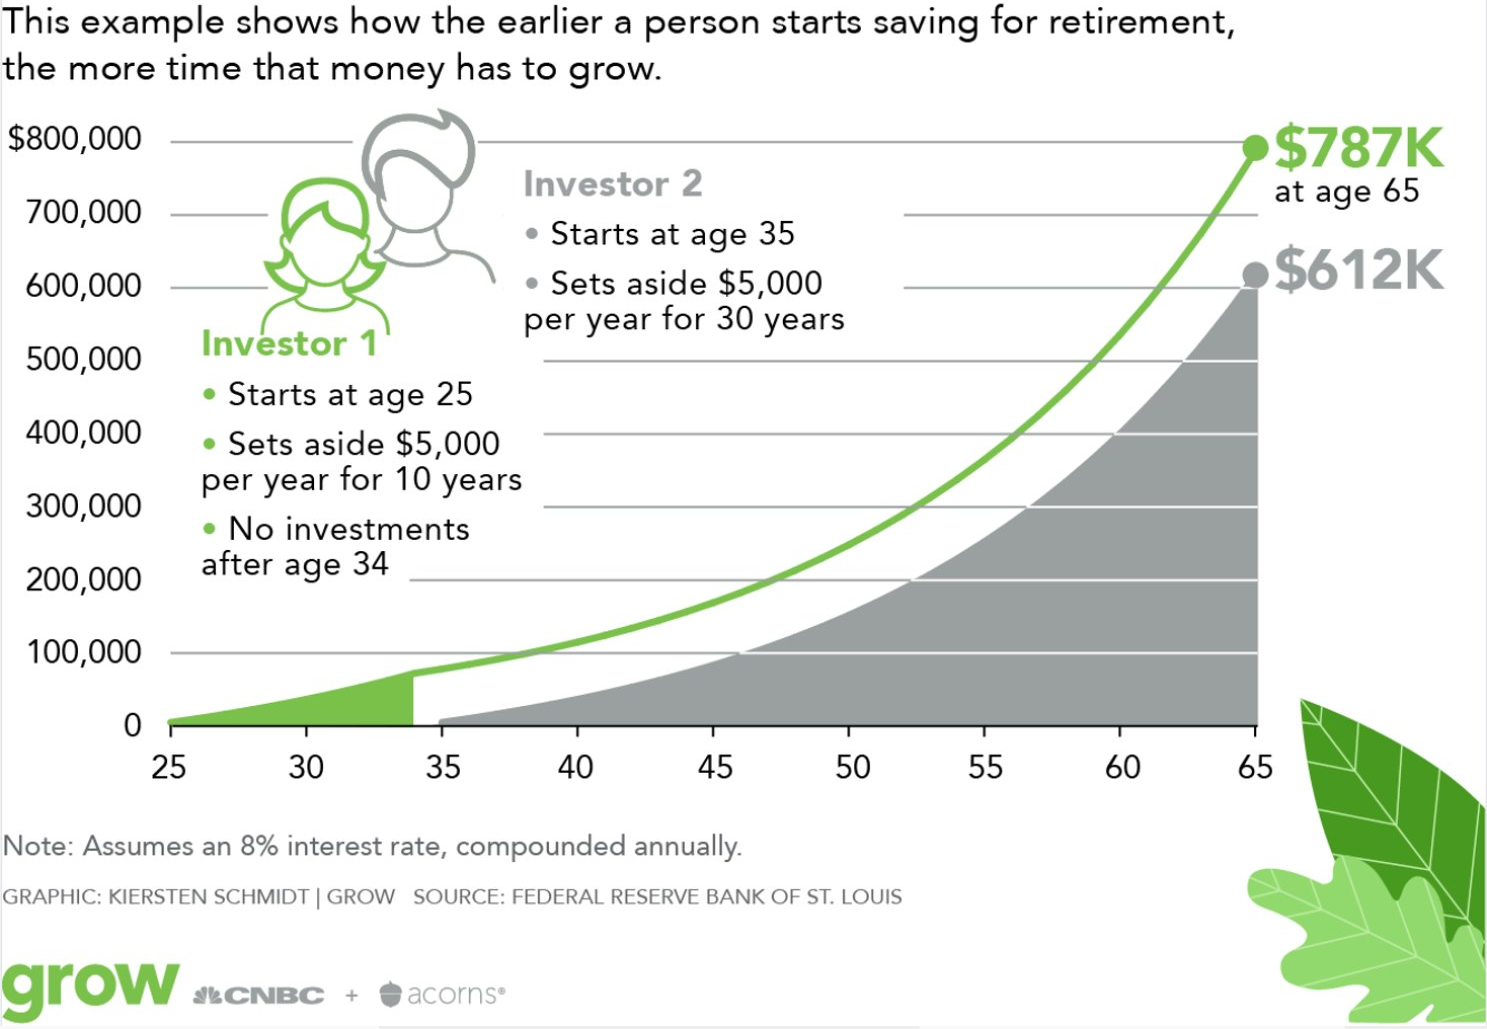 This example shows how the earlier a person starts saving for retirement,
the more time that money has to grow.
$800,000
700,000
600,000
500,000
400,000
300,000
200,000
100,000
0
Investor 1
• Starts at age 25
• Sets aside $5,000
per year for 10 years
• No investments
after age 34
Investor 2
• Starts at age 35
• Sets aside $5,000
per year for 30 years
$787K
at age 65
$612K
25 30 35 40 45 50 55 60 65
Note: Assumes an 8% interest rate, compounded annually.
GRAPHIC: KIERSTEN SCHMIDT | GROW SOURCE: FEDERAL RESERVE BANK OF ST. LOUIS
grow CNBC + acorns®